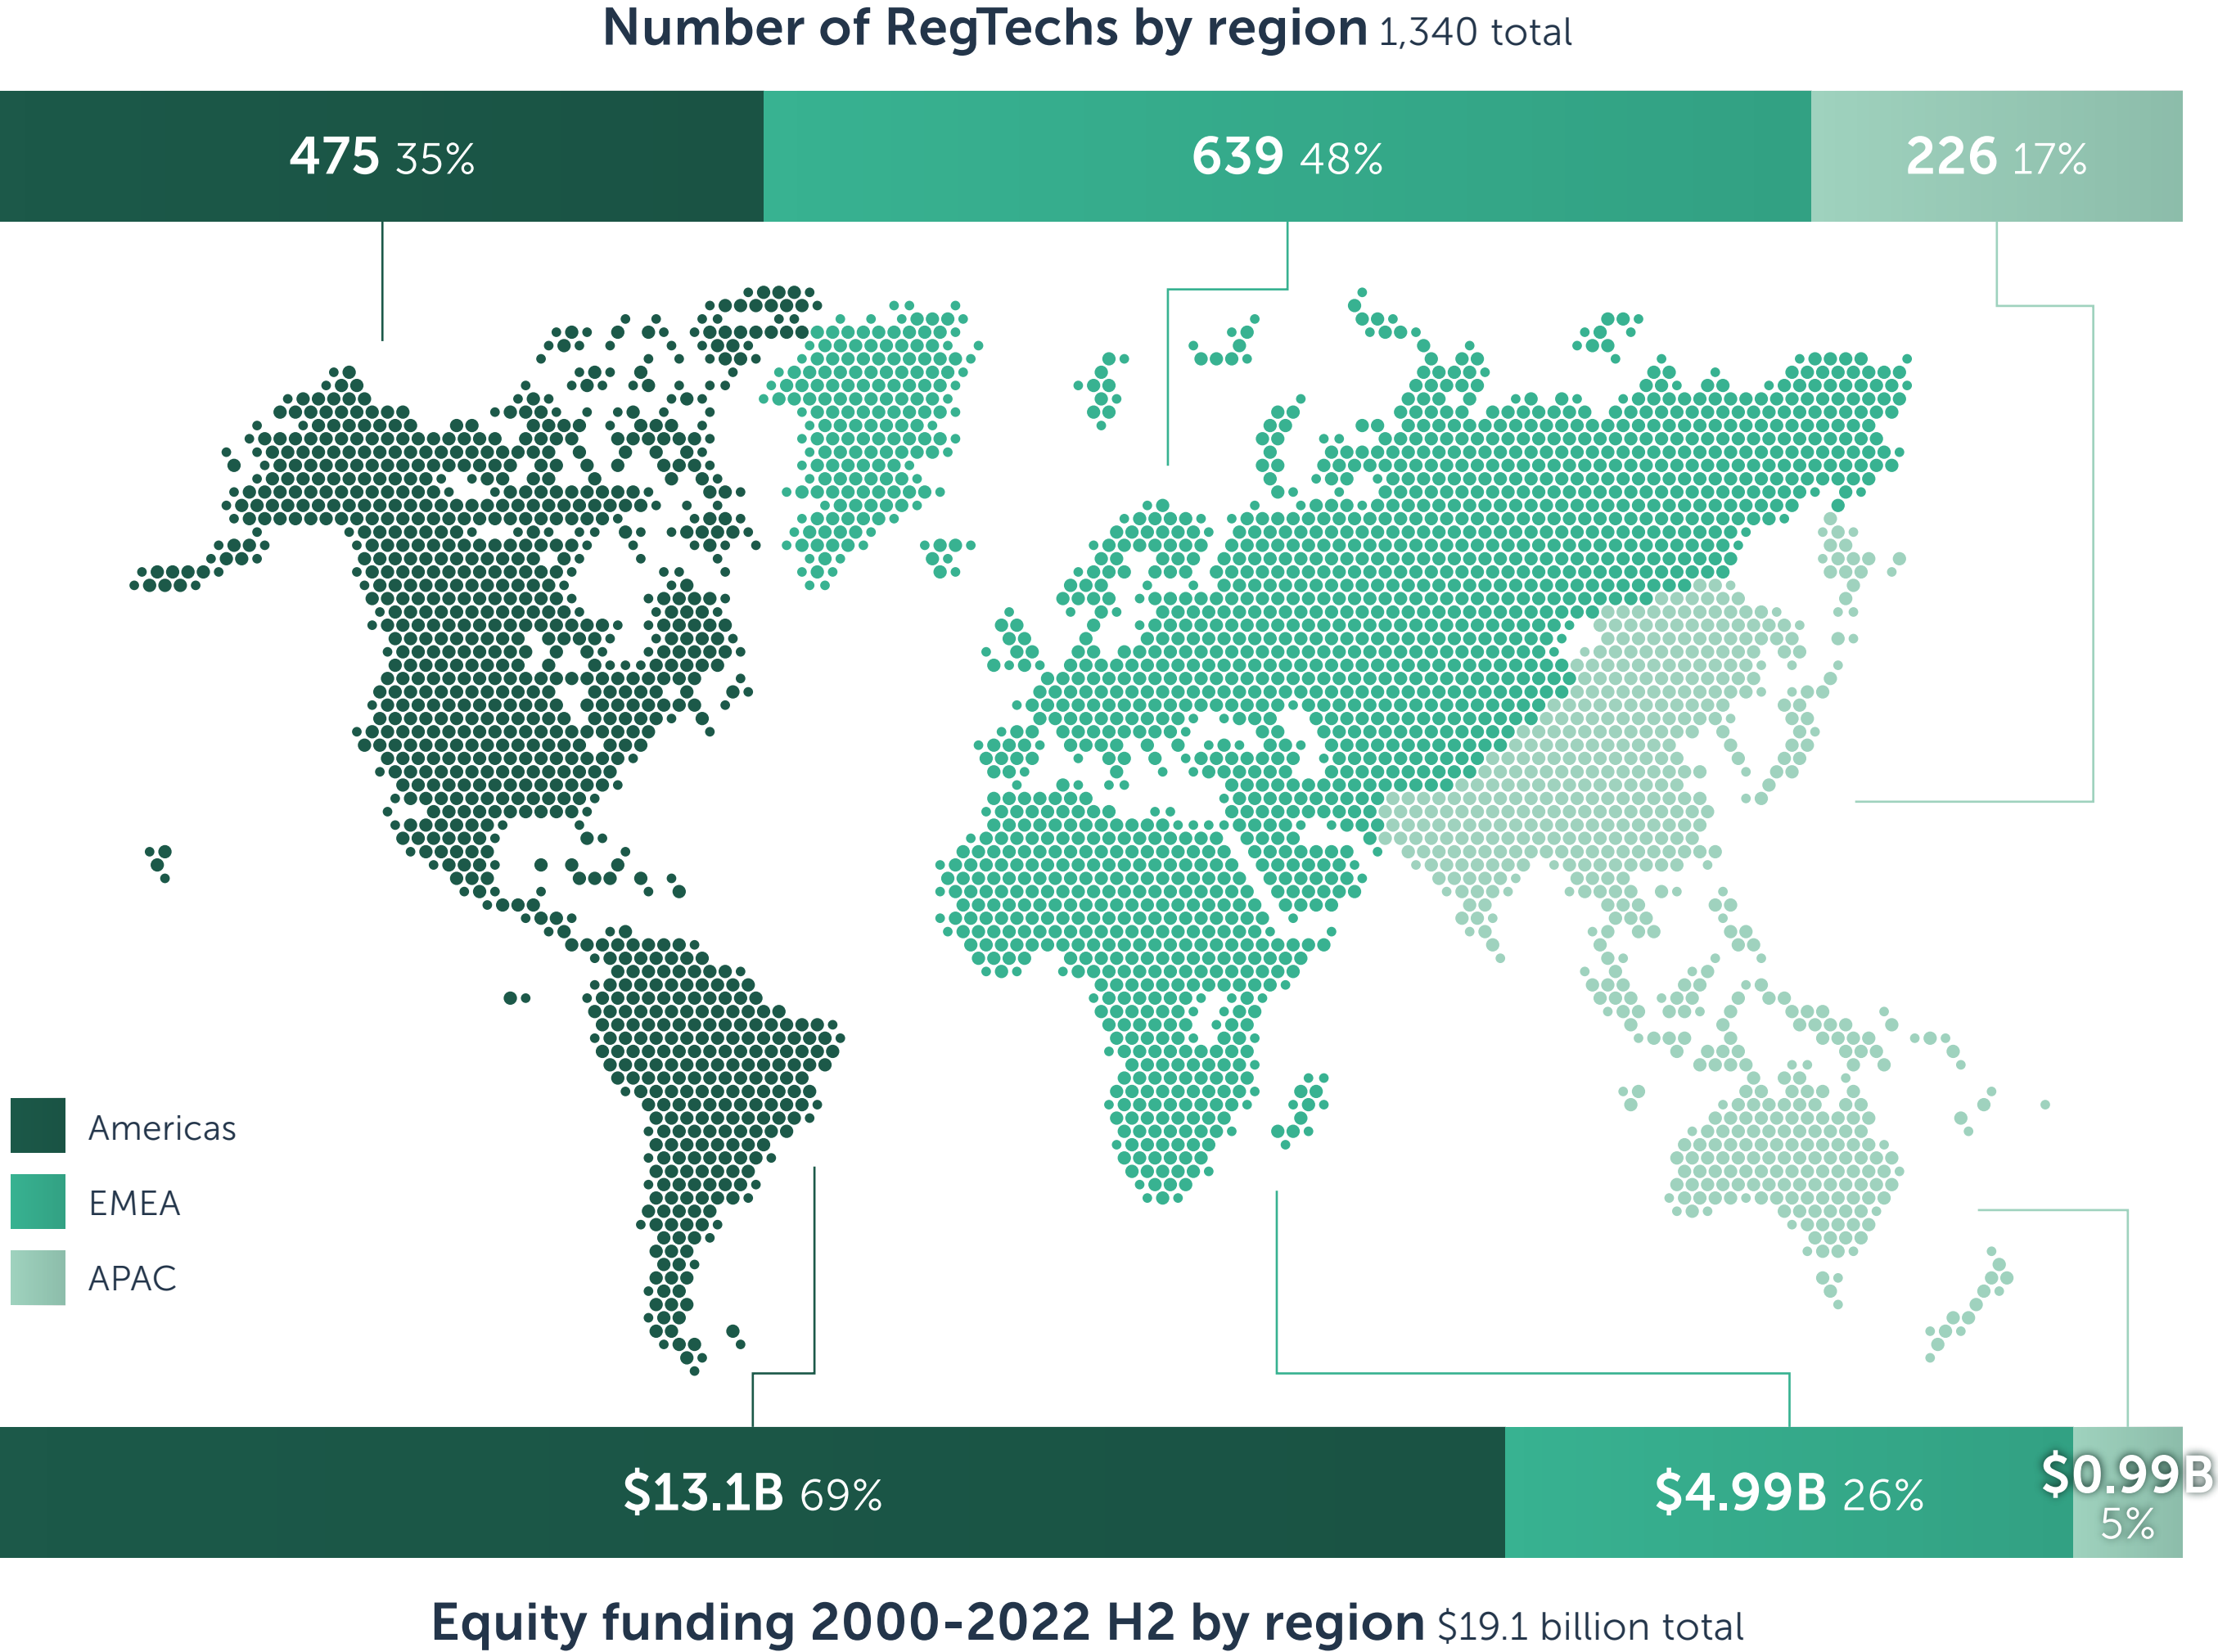 Number of RegTechs by region 1,340 total
475 35%
639 48%
226 17%
Americas
EMEA
APAC
$13.1B 69%
$4.99B 26%
$0.99B
5%
Equity funding 2000-2022 H2 by region $19.1 billion total